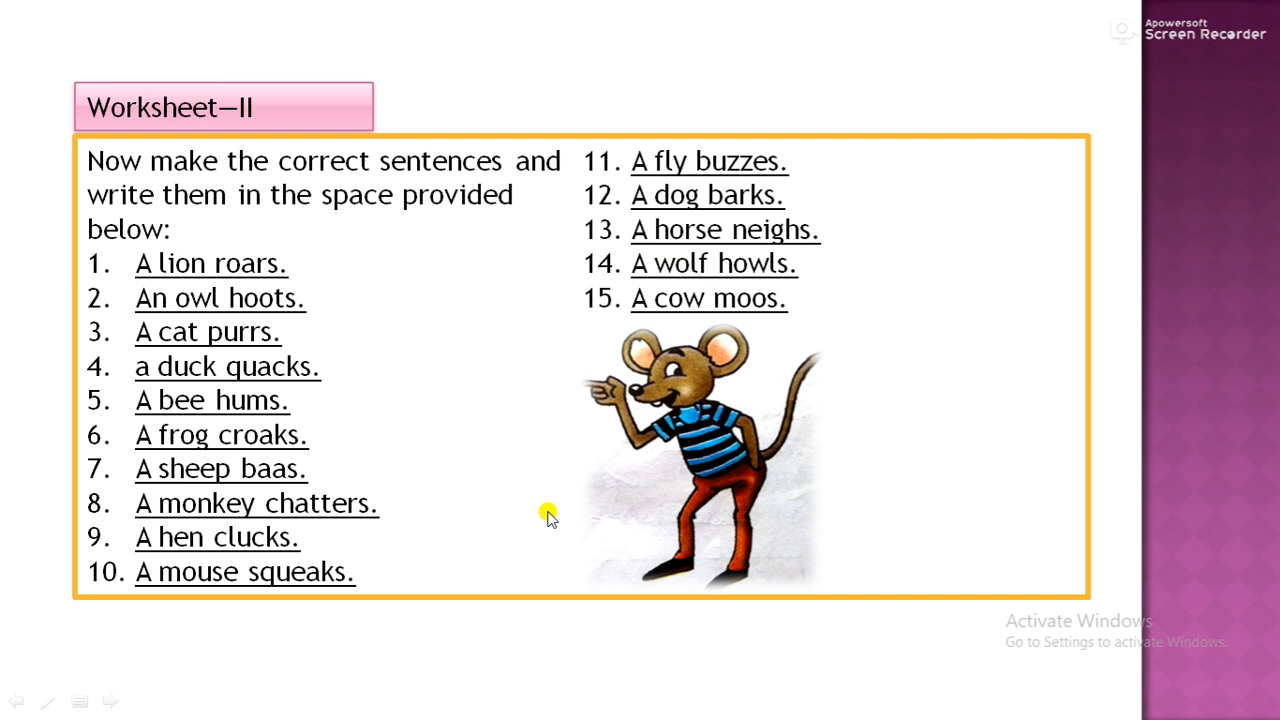 Apowersoft
Screen Recorder
Worksheet—II
Now make the correct sentences and
write them in the space provided
below:
1. A lion roars.
2. An owl hoots.
3. A cat purrs.
4. a duck quacks.
5. A bee hums.
6. A frog croaks.
7. A sheep baas.
8. A monkey chatters.
9. A hen clucks.
10. A mouse squeaks.
11. A fly buzzes.
12. A dog barks.
13. A horse neighs.
14. A wolf howls.
15. A cow moos.
Activate Windows
Go to Settings to activate Windows.